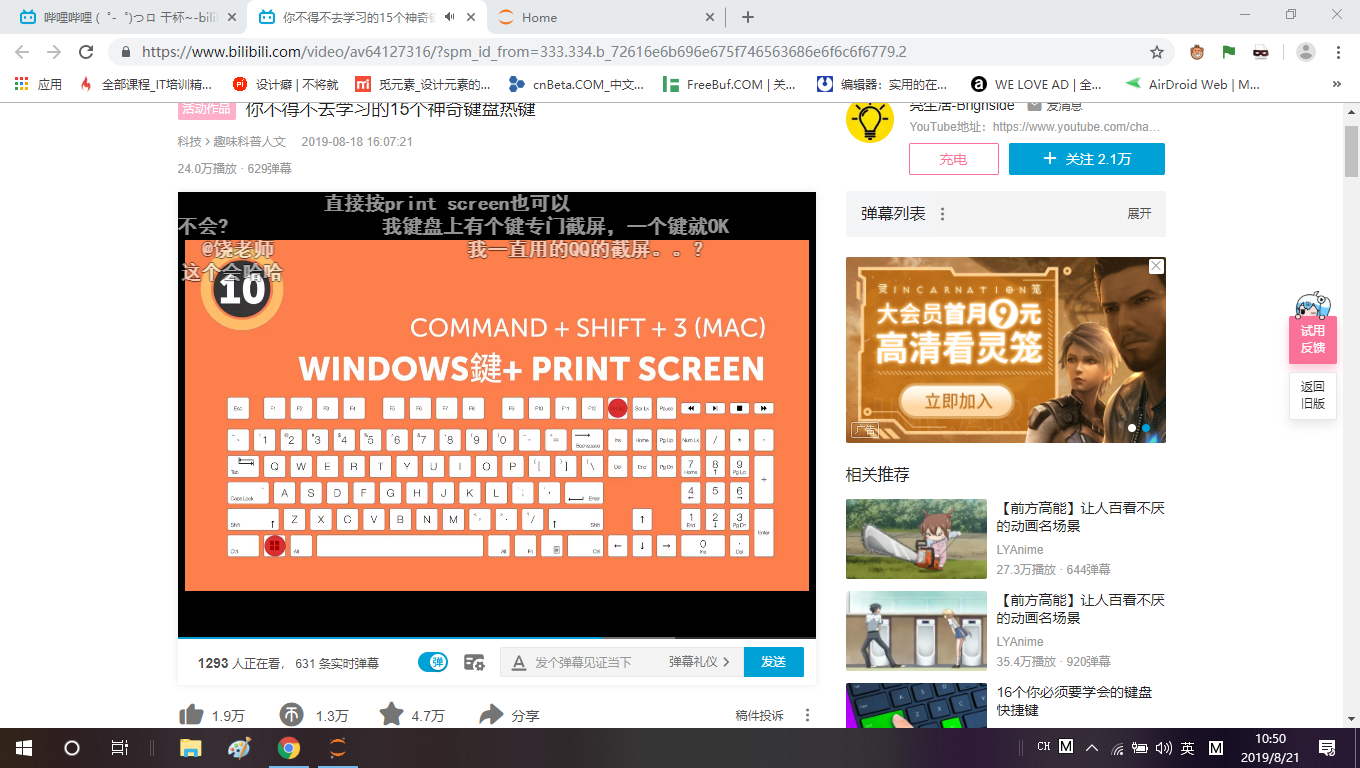 哔哩哔哩 ( ゜- ゜)つロ 干杯~-bili
你不得不去学习的15个神奇键
Home
https://www.bilibili.com/video/av64127316/?spm_id_from=333.334.b_72616e6b696e675f746563686e6f6c6f6779.2
应用
全部课程_IT培训精...
设计癖 | 不将就
觅元素_设计元素的...
cnBeta.COM_中文...
FreeBuf.COM | 关...
编辑器：实用的在...
WE LOVE AD | 全...
AirDroid Web | M...
»
活动作品 你不得不去学习的15个神奇键盘热键
科技 > 趣味科普人文 2019-08-18 16:07:21
24.0万播放 · 629弹幕
亮生活-Brightside 发消息
YouTube地址：https://www.youtube.com/cha...
充电
+ 关注 2.1万
直接按print screen也可以
不会? 我键盘上有个键专门截屏，一个键就OK
@饶老师 我一直用的QQ的截屏。。?
这个会哈哈
10
COMMAND + SHIFT + 3 (MAC)
WINDOWS鍵+ PRINT SCREEN
Esc F1 F2 F3 F4 F5 F6 F7 F8 F9 F10 F11 F12 Scr Lk Pause
1 2 3 4 5 6 7 8 9 0 - = Backspace Ins Home Pg Up Num Lk / * -
Tab Q W E R T Y U I O P [ ] \ Del End Pg Dn 7 Home 8 ↑ 9 Pg Up +
Caps Lock A S D F G H J K L ; ' Enter 4 ← 5 6 →
Shift Z X C V B N M < > ? / Shift ↑ 1 End 2 ↓ 3 Pg Dn Enter
Ctrl Alt Alt Fn Ctrl ← ↓ → 0 Ins . Del
1293 人正在看， 631 条实时弹幕
弹
发个弹幕见证当下
弹幕礼仪 >
发送
1.9万
1.3万
4.7万
分享
稿件投诉
弹幕列表
展开
灵INCARNATION笼
大会员首月9元
高清看灵笼
立即加入
广告
相关推荐
【前方高能】让人百看不厌
的动画名场景
LYAnime
27.3万播放 · 644弹幕
【前方高能】让人百看不厌
的动画名场景
LYAnime
35.4万播放 · 920弹幕
16个你必须要学会的键盘
快捷键
试用
反馈
返回
旧版
CH M 英 M
10:50
2019/8/21